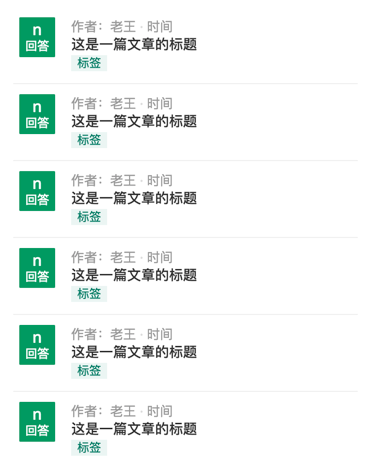 n
回答
作者：老王 · 时间
这是一篇文章的标题
标签
n
回答
作者：老王 · 时间
这是一篇文章的标题
标签
n
回答
作者：老王 · 时间
这是一篇文章的标题
标签
n
回答
作者：老王 · 时间
这是一篇文章的标题
标签
n
回答
作者：老王 · 时间
这是一篇文章的标题
标签
n
回答
作者：老王 · 时间
这是一篇文章的标题
标签